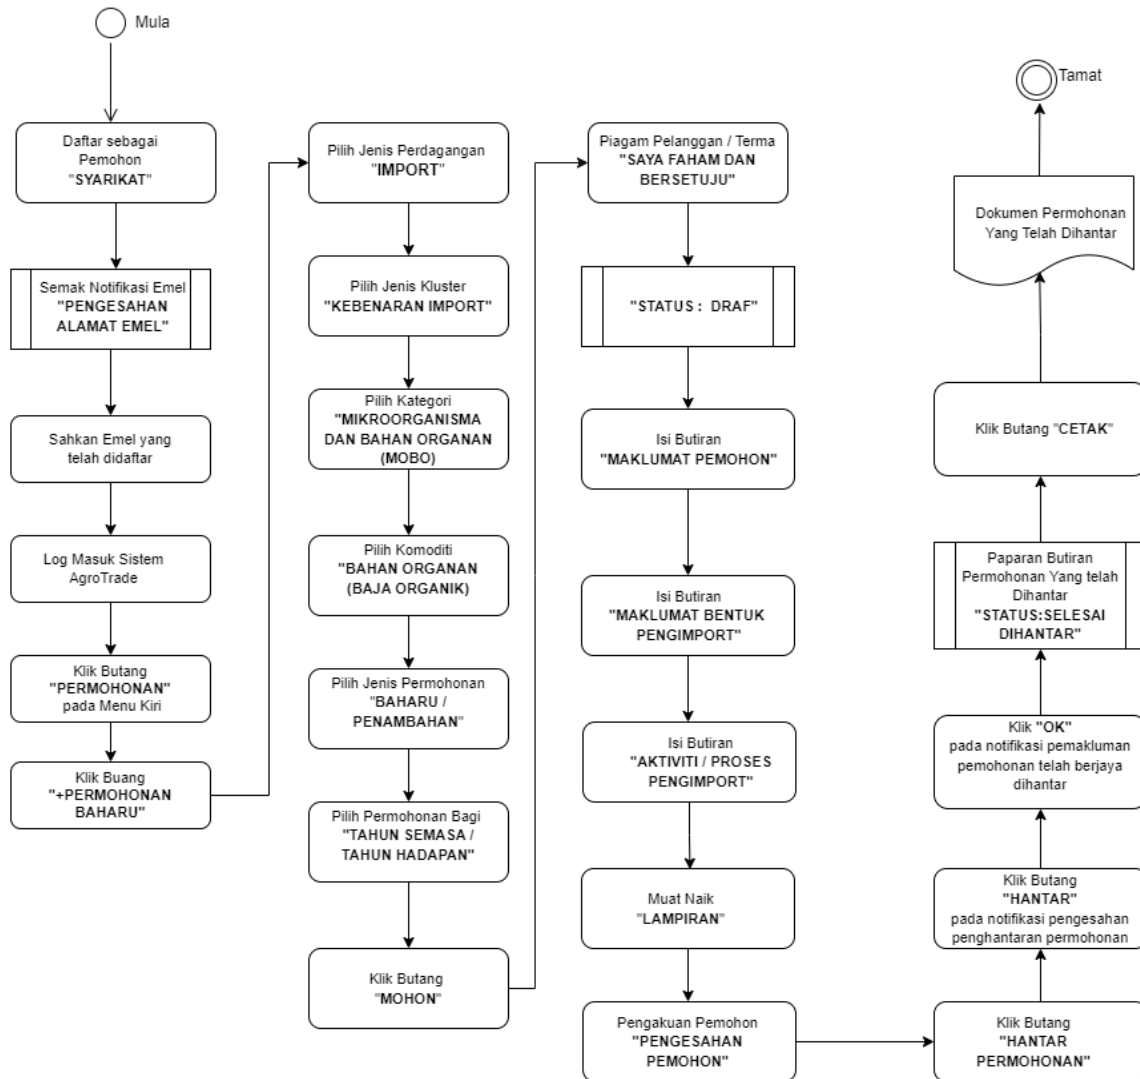 Mula
Daftar sebagai
Pemohon
"SYARIKAT"
Semak Notifikasi Emel
"PENGESAHAN
ALAMAT EMEL"
Sahkan Emel yang
telah didaftar
Log Masuk Sistem
AgroTrade
Klik Butang
"PERMOHONAN"
pada Menu Kiri
Klik Buang
"+PERMOHONAN
BAHARU"
Pilih Jenis Perdagangan
"IMPORT"
Pilih Jenis Kluster
"KEBENARAN IMPORT"
Pilih Kategori
"MIKROORGANISMA
DAN BAHAN ORGANAN
(MOBO)
Pilih Komoditi
"BAHAN ORGANAN
(BAJA ORGANIK)
Pilih Jenis Permohonan
"BAHARU /
PENAMBAHAN"
Pilih Permohonan Bagi
"TAHUN SEMASA /
TAHUN HADAPAN"
Klik Butang
"MOHON"
Piagam Pelanggan / Terma
"SAYA FAHAM DAN
BERSETUJU"
"STATUS : DRAF"
Isi Butiran
"MAKLUMAT PEMOHON"
Isi Butiran
"MAKLUMAT BENTUK
PENGIMPORT"
Isi Butiran
"AKTIVITI / PROSES
PENGIMPORT"
Muat Naik
"LAMPIRAN"
Pengakuan Pemohon
"PENGESAHAN
PEMOHON"
Klik Butang
"HANTAR
PERMOHONAN"
Klik Butang
"HANTAR"
pada notifikasi pengesahan
penghantaran permohonan
Klik "OK"
pada notifikasi pemakluman
pemohonan telah berjaya
dihantar
Paparan Butiran
Permohonan Yang telah
Dihantar
"STATUS:SELESAI
DIHANTAR"
Klik Butang "CETAK"
Dokumen Permohonan
Yang Telah Dihantar
Tamat